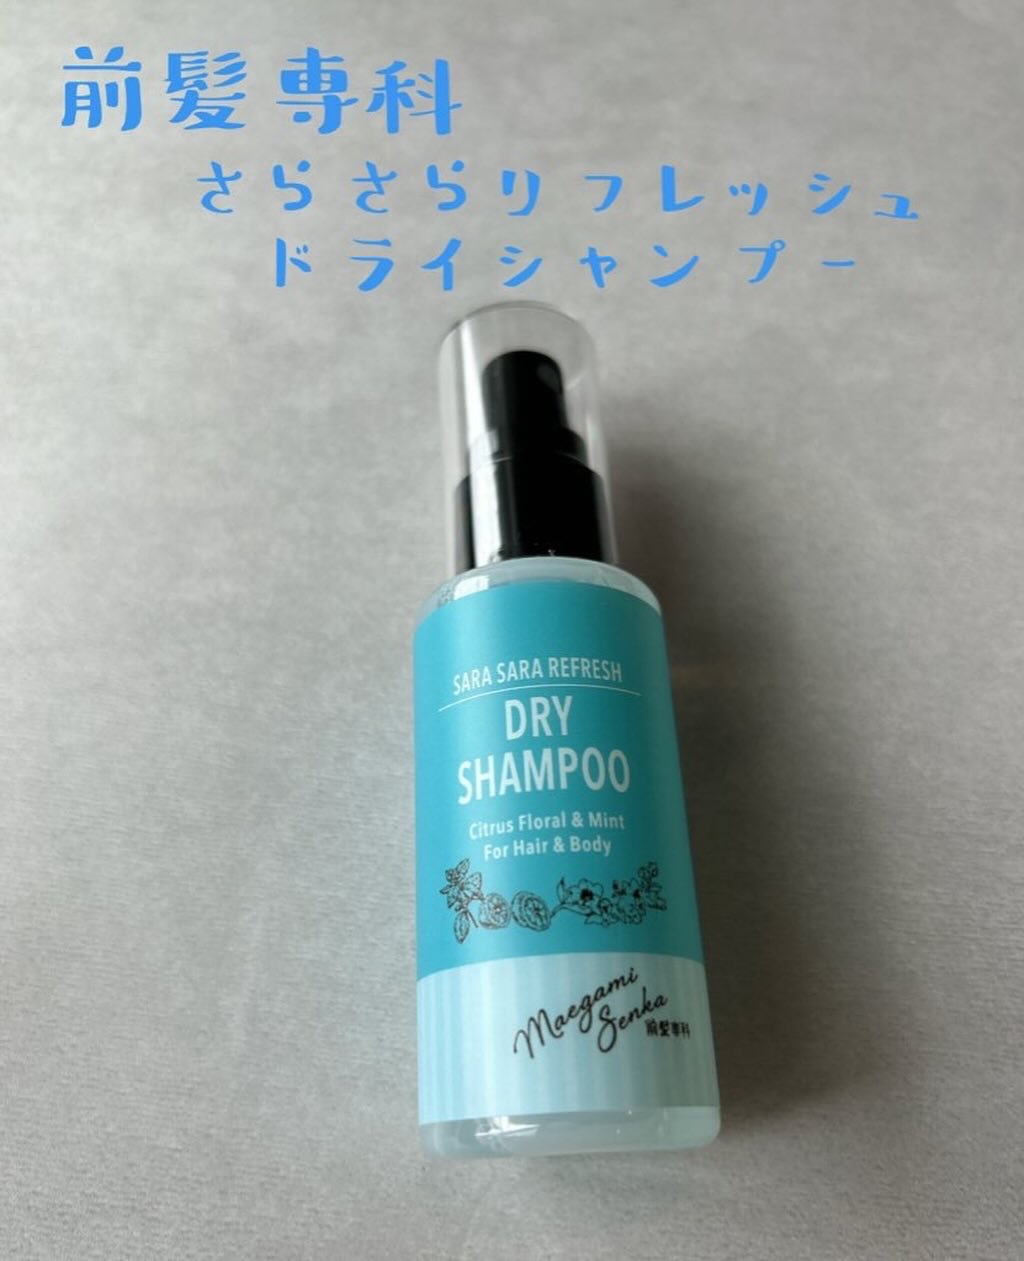 前髪専科
さらさらリフレッシュ
ドライシャンプー
SARA SARA REFRESH
DRY
SHAMPOO
Citrus Floral & Mint
For Hair & Body
Maegami
Senka
前髪専科